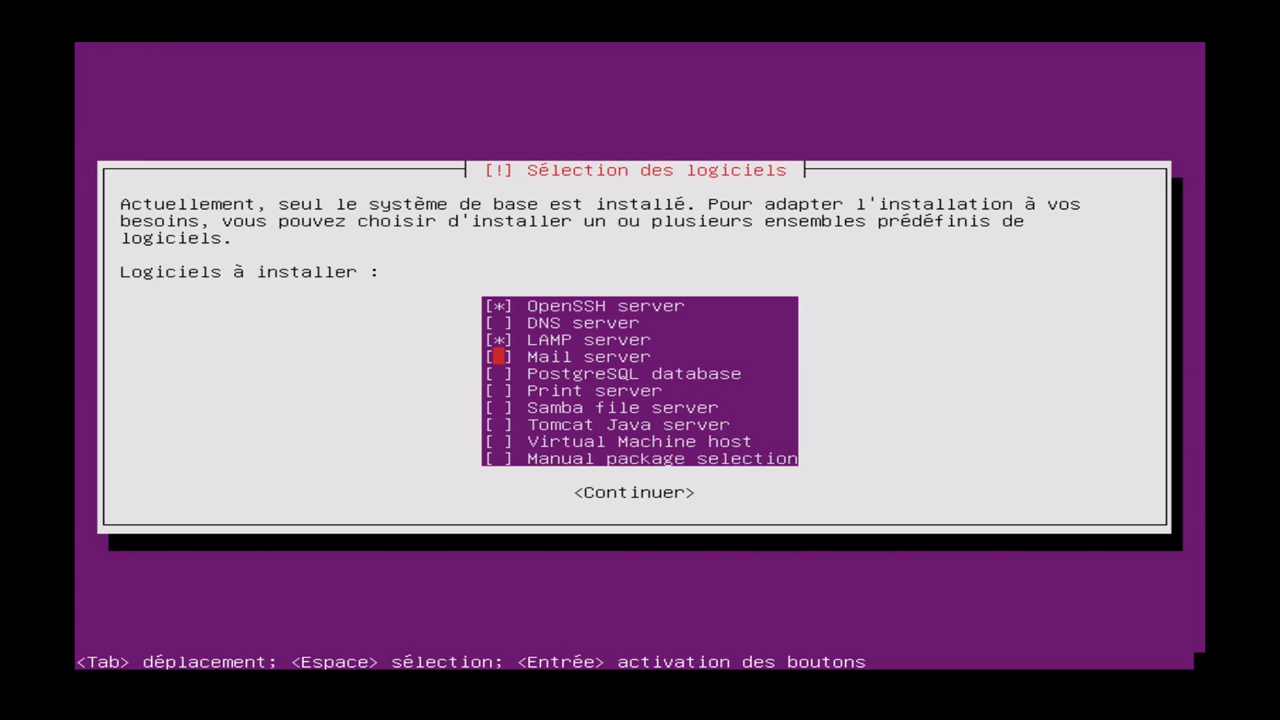 [!] Sélection des logiciels
Actuellement, seul le système de base est installé. Pour adapter l'installation à vos
besoins, vous pouvez choisir d'installer un ou plusieurs ensembles prédéfinis de
logiciels.
Logiciels à installer :
[*] OpenSSH server
[ ] DNS server
[*] LAMP server
[ ] Mail server
[ ] PostgreSQL database
[ ] Print server
[ ] Samba file server
[ ] Tomcat Java server
[ ] Virtual Machine host
[ ] Manual package selection
<Continuer>
<Tab> déplacement; <Espace> sélection; <Entrée> activation des boutons